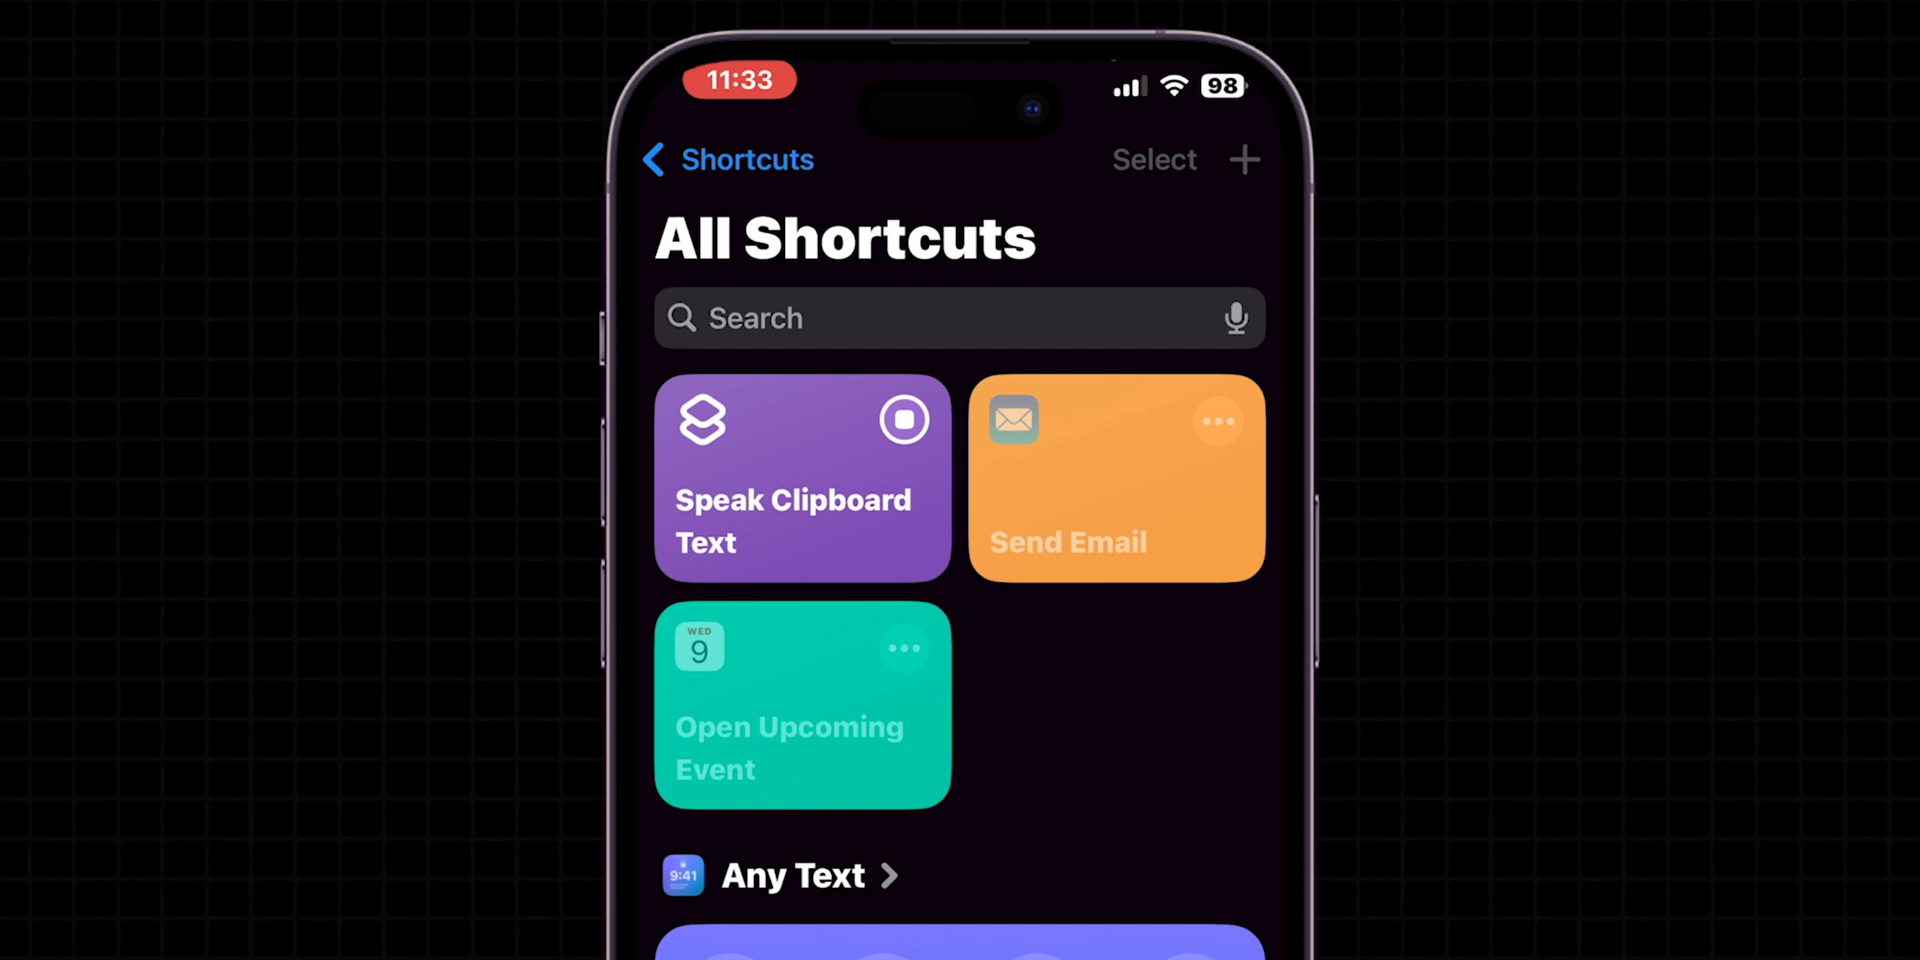 11:33
98
Shortcuts
Select
All Shortcuts
Search
Speak Clipboard
Text
Send Email
WED
9
Open Upcoming
Event
9:41
Any Text